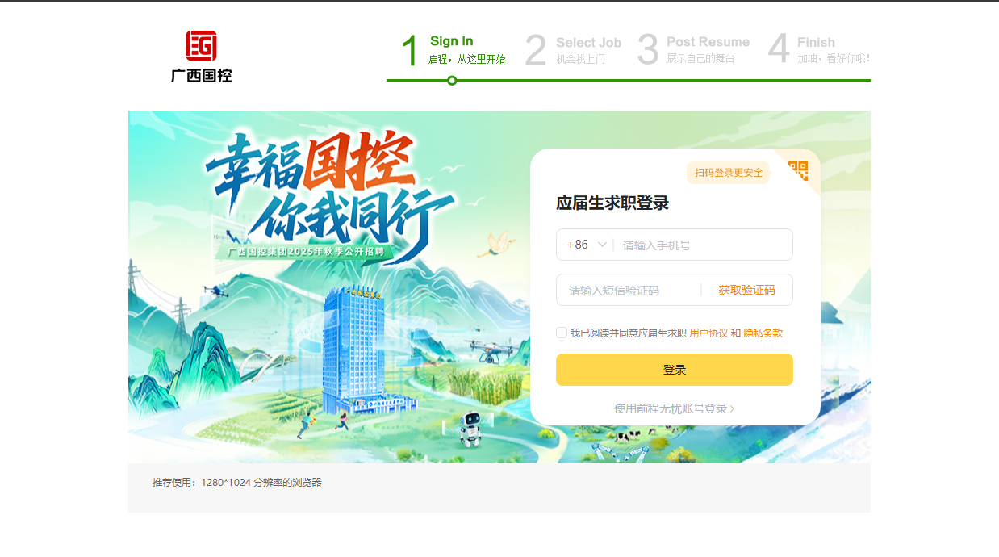 广西国控
1 Sign In
启程，从这里开始
2 Select Job
机会找上门
3 Post Resume
展示自己的舞台
4 Finish
加油，看好你哦！
幸福国控
你我同行
广西国控集团2025年秋季公开招聘
扫码登录更安全
应届生求职登录
+86 请输入手机号
请输入短信验证码 获取验证码
我已阅读并同意应届生求职 用户协议 和 隐私条款
登录
使用前程无忧账号登录 >
推荐使用：1280*1024 分辨率的浏览器